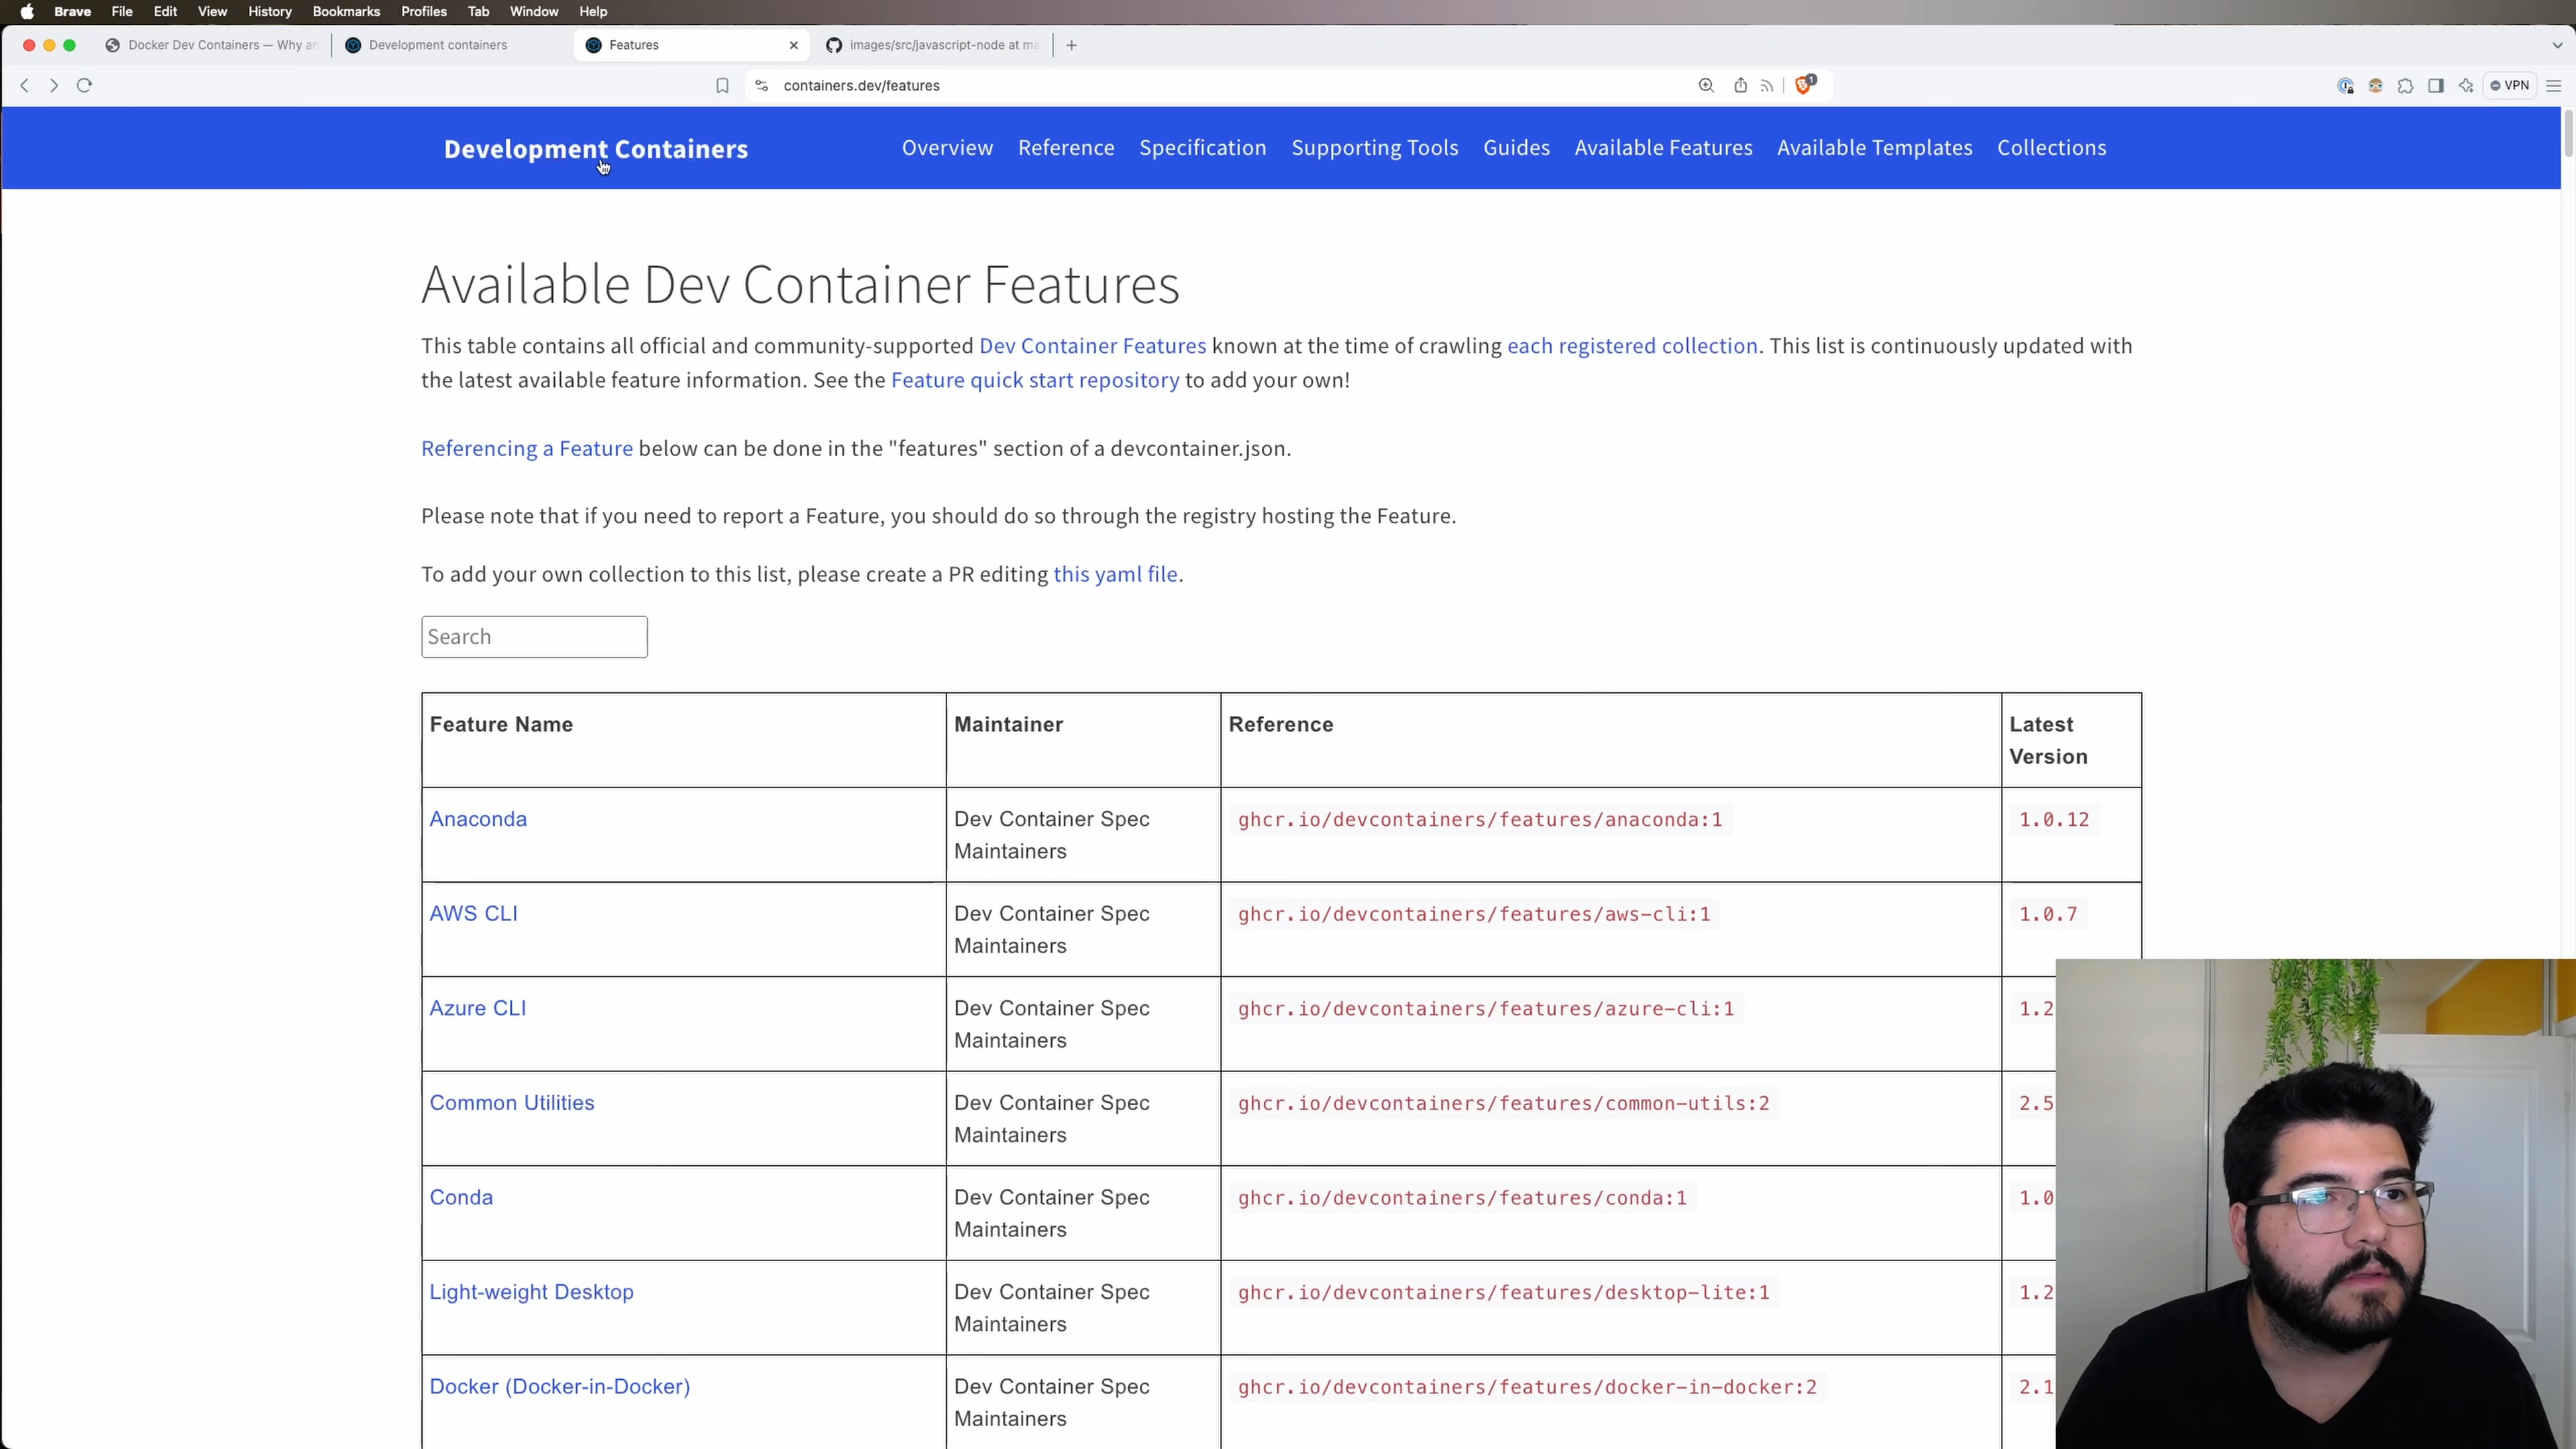 Brave File Edit View History Bookmarks Profiles Tab Window Help
Docker Dev Containers — Why an Development containers Features images/src/javascript-node at ma
containers.dev/features 1 VPN
Development Containers Overview Reference Specification Supporting Tools Guides Available Features Available Templates Collections
Available Dev Container Features
This table contains all official and community-supported Dev Container Features known at the time of crawling each registered collection. This list is continuously updated with
the latest available feature information. See the Feature quick start repository to add your own!
Referencing a Feature below can be done in the "features" section of a devcontainer.json.
Please note that if you need to report a Feature, you should do so through the registry hosting the Feature.
To add your own collection to this list, please create a PR editing this yaml file.
Search
Feature Name Maintainer Reference Latest
Version
Anaconda Dev Container Spec ghcr.io/devcontainers/features/anaconda:1 1.0.12
Maintainers
AWS CLI Dev Container Spec ghcr.io/devcontainers/features/aws-cli:1 1.0.7
Maintainers
Azure CLI Dev Container Spec ghcr.io/devcontainers/features/azure-cli:1 1.2
Maintainers
Common Utilities Dev Container Spec ghcr.io/devcontainers/features/common-utils:2 2.5
Maintainers
Conda Dev Container Spec ghcr.io/devcontainers/features/conda:1 1.0
Maintainers
Light-weight Desktop Dev Container Spec ghcr.io/devcontainers/features/desktop-lite:1 1.2
Maintainers
Docker (Docker-in-Docker) Dev Container Spec ghcr.io/devcontainers/features/docker-in-docker:2 2.1
Maintainers